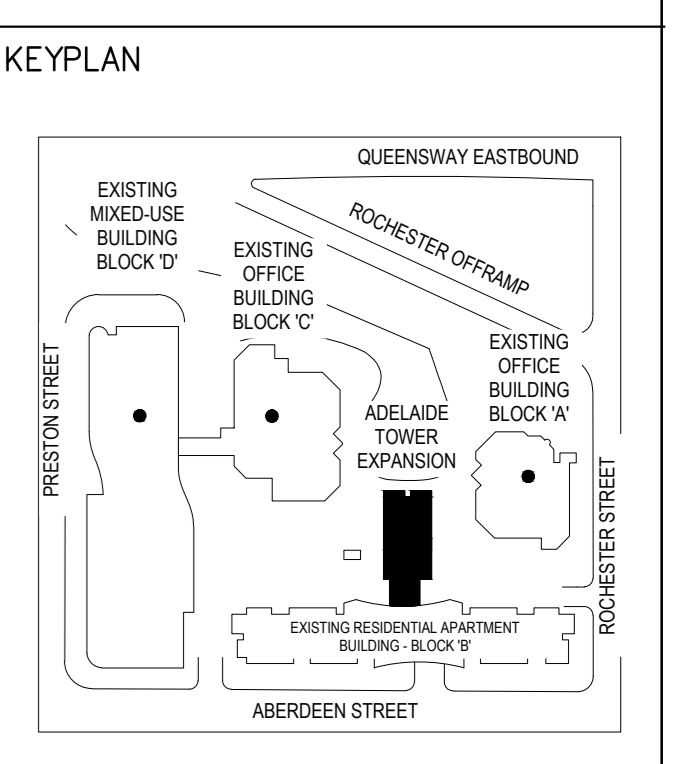 KEYPLAN
QUEENSWAY EASTBOUND
EXISTING
MIXED-USE
BUILDING
BLOCK 'D'
ROCHESTER OFFRAMP
EXISTING
OFFICE
BUILDING
BLOCK 'C'
EXISTING
OFFICE
BUILDING
BLOCK 'A'
PRESTON STREET
ADELAIDE
TOWER
EXPANSION
ROCHESTER STREET
EXISTING RESIDENTIAL APARTMENT
BUILDING - BLOCK 'B'
ABERDEEN STREET